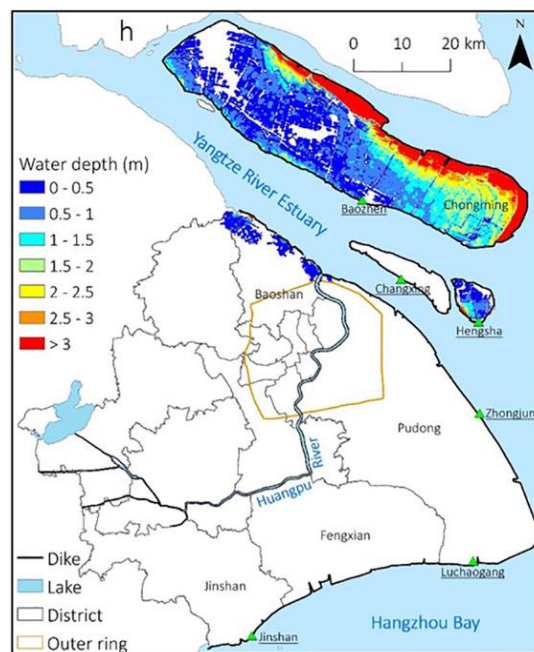 h
0 10 20 km
N
Yangtze River Estuary
Water depth (m)
0 - 0.5
0.5 - 1
1 - 1.5
1.5 - 2
2 - 2.5
2.5 - 3
> 3
Baozhen
Chongming
Changxing
Hengsha
Baoshan
Zhongjun
Pudong
Huangpu River
Fengxian
Luchaogang
Jinshan
Jinshan
Hangzhou Bay
Dike
Lake
District
Outer ring